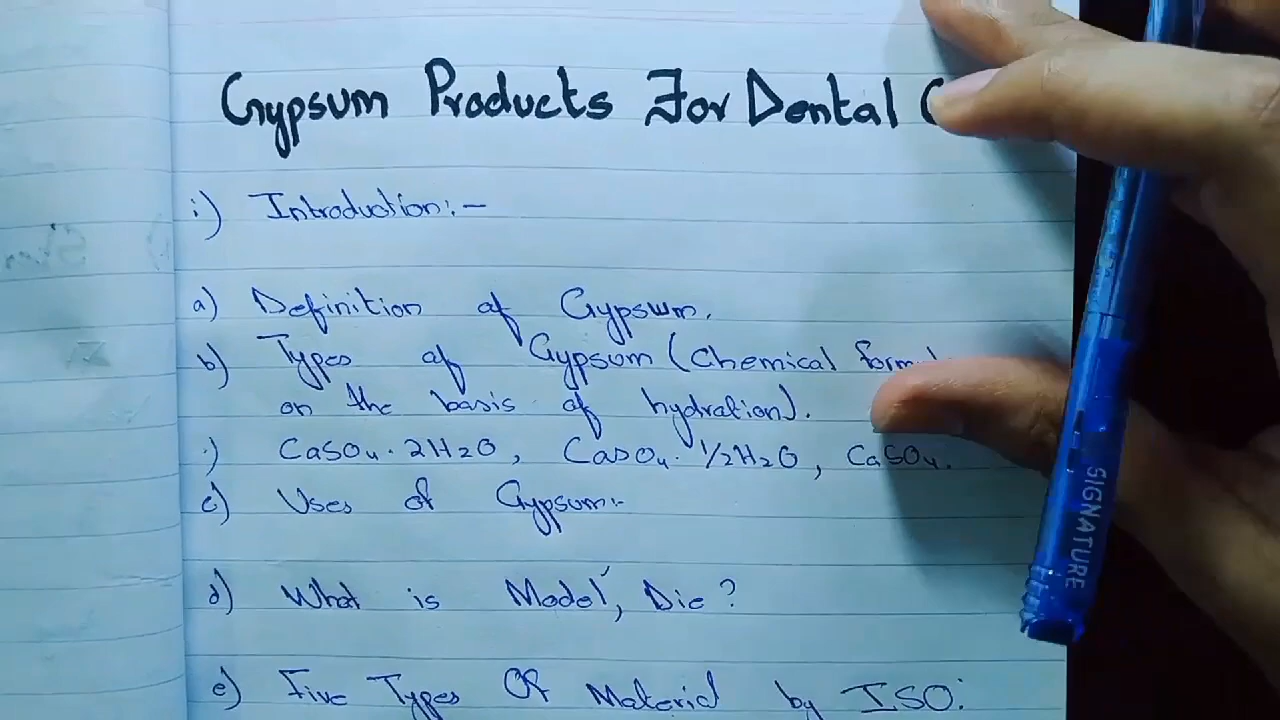 Gypsum Products For Dental
i) Introduction:-
a) Definition of Gypsum.
b) Types of Gypsum (Chemical
on the basis of hydration).
·) CaSO₄·2H₂O, CaSO₄·1/2H₂O, CaSO₄.
c) Uses of Gypsum:-
d) What is Model, Die?
e) Five Types Of Material by ISO:
SIGNATURE